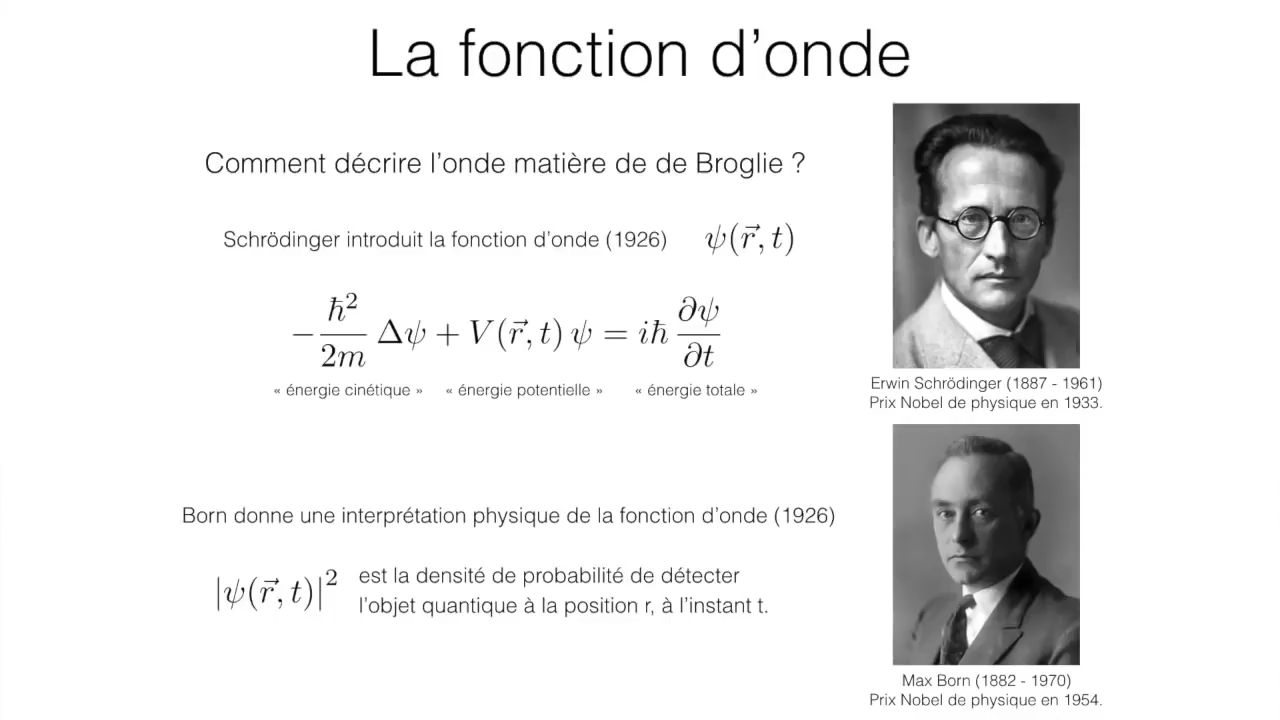 La fonction d’onde
Comment décrire l’onde matière de de Broglie ?
Schrödinger introduit la fonction d’onde (1926) ψ(r⃗, t)
−ħ²/2m Δψ + V(r⃗, t) ψ = iħ ∂ψ/∂t
« énergie cinétique » « énergie potentielle » « énergie totale »
Erwin Schrödinger (1887 - 1961)
Prix Nobel de physique en 1933.
Born donne une interprétation physique de la fonction d’onde (1926)
|ψ(r⃗, t)|² est la densité de probabilité de détecter
l’objet quantique à la position r, à l’instant t.
Max Born (1882 - 1970)
Prix Nobel de physique en 1954.